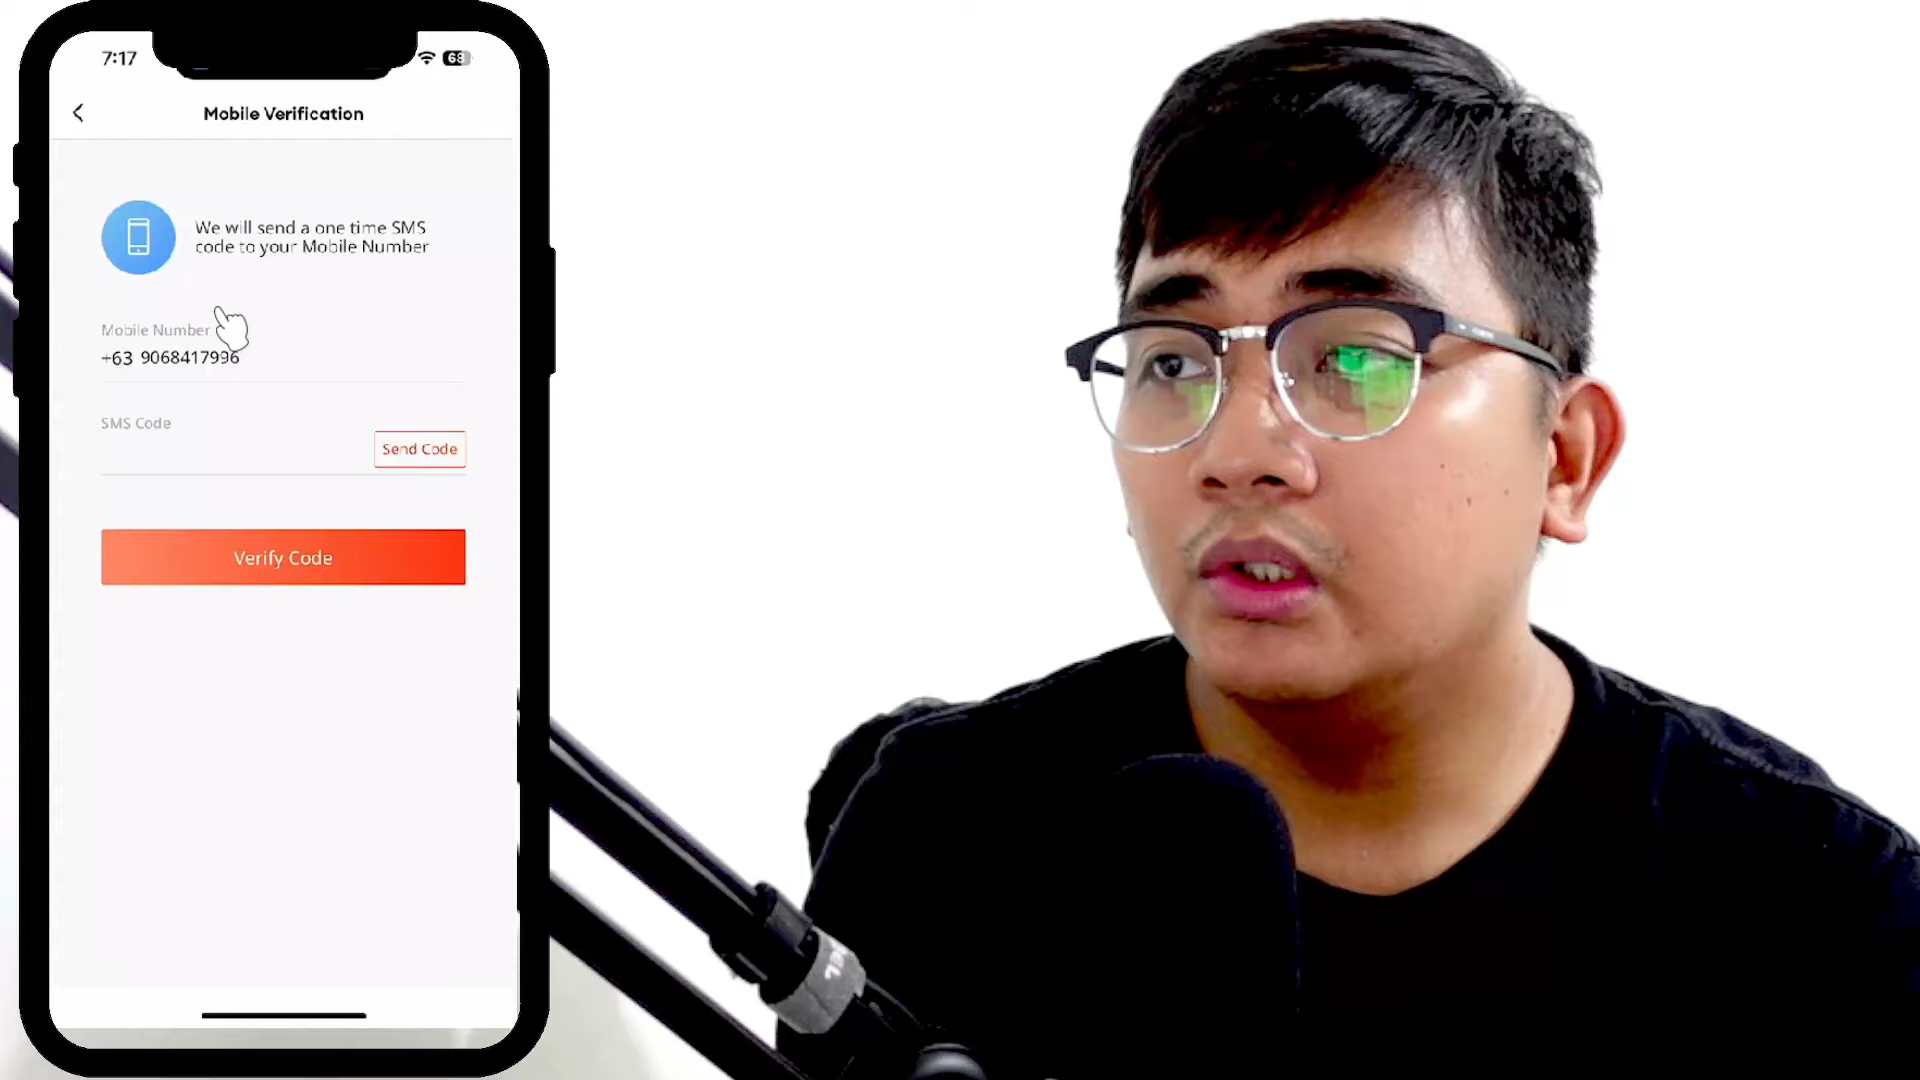 7:17
68
Mobile Verification
We will send a one time SMS
code to your Mobile Number
Mobile Number
+63 9068417996
SMS Code
Send Code
Verify Code